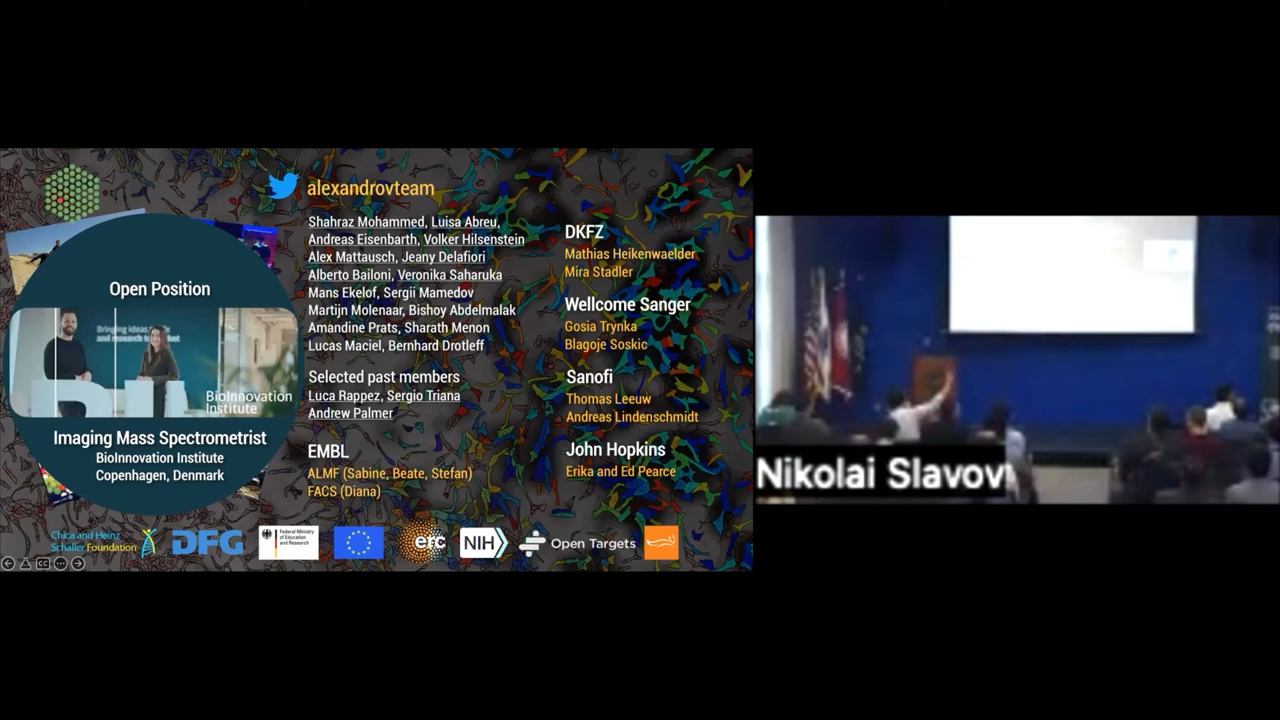 alexandrovteam
Shahraz Mohammed, Luisa Abreu,
Andreas Eisenbarth, Volker Hilsenstein
Alex Mattausch, Jeany Delafiori
Alberto Bailoni, Veronika Saharuka
Mans Ekelof, Sergii Mamedov
Martijn Molenaar, Bishoy Abdelmalak
Amandine Prats, Sharath Menon
Lucas Maciel, Bernhard Drotleff
Selected past members
Luca Rappez, Sergio Triana
Andrew Palmer
EMBL
ALMF (Sabine, Beate, Stefan)
FACS (Diana)
DKFZ
Mathias Heikenwaelder
Mira Stadler
Wellcome Sanger
Gosia Trynka
Blagoje Soskic
Sanofi
Thomas Leeuw
Andreas Lindenschmidt
John Hopkins
Erika and Ed Pearce
Open Position
Bringing ideas to life
and research to market
BioInnovation
Institute
Imaging Mass Spectrometrist
BioInnovation Institute
Copenhagen, Denmark
Chica and Heinz
Schaller Foundation
DFG
Federal Ministry
of Education
and Research
erc
NIH
Open Targets
CC
Nikolai Slavov